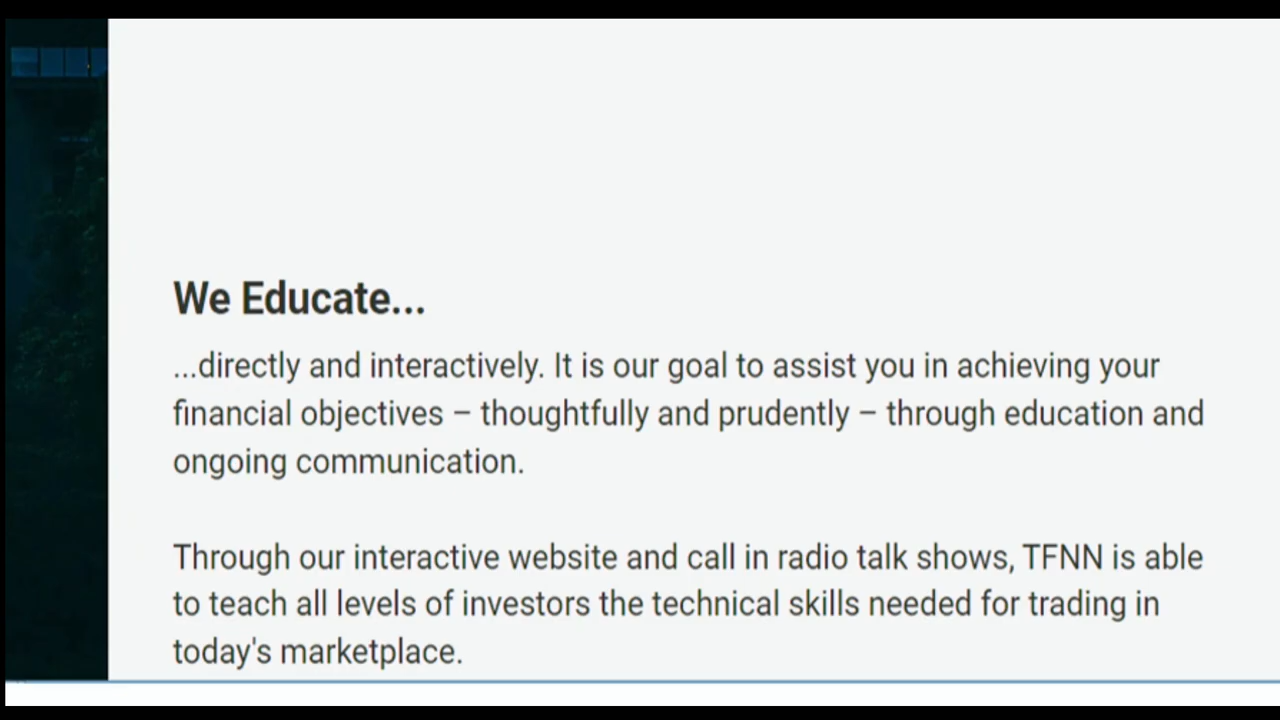 We Educate...
...directly and interactively. It is our goal to assist you in achieving your
financial objectives – thoughtfully and prudently – through education and
ongoing communication.
Through our interactive website and call in radio talk shows, TFNN is able
to teach all levels of investors the technical skills needed for trading in
today's marketplace.